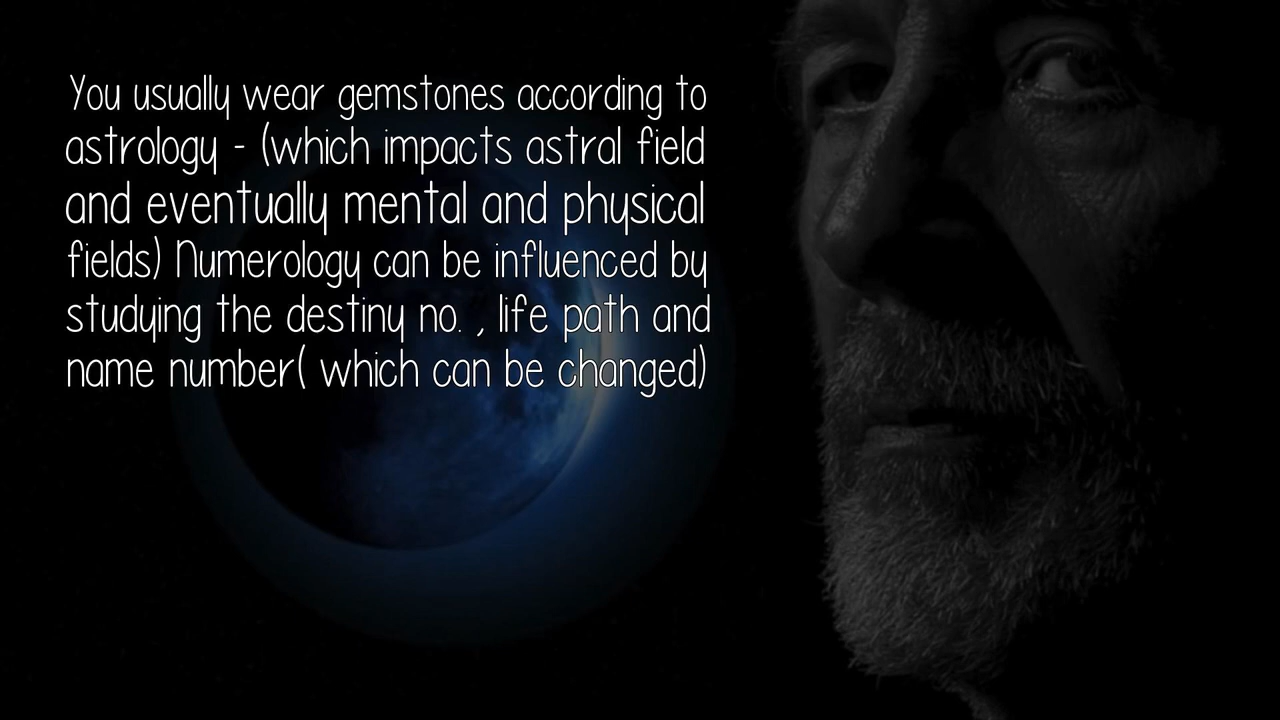 You usually wear gemstones according to
astrology - (which impacts astral field
and eventually mental and physical
fields) Numerology can be influenced by
studying the destiny no. , life path and
name number( which can be changed)